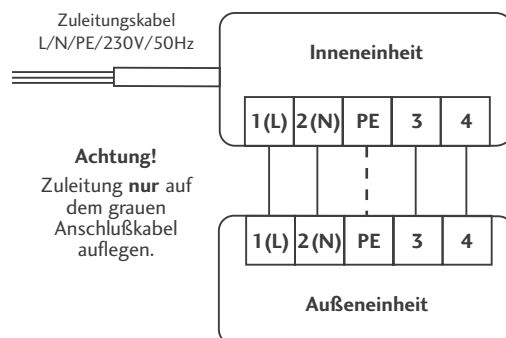 Zuleitungskabel
L/N/PE/230V/50Hz
Inneneinheit
1(L) 2(N) PE 3 4
Achtung!
Zuleitung nur auf
dem grauen
Anschlußkabel
auflegen.
1(L) 2(N) PE 3 4
Außeneinheit